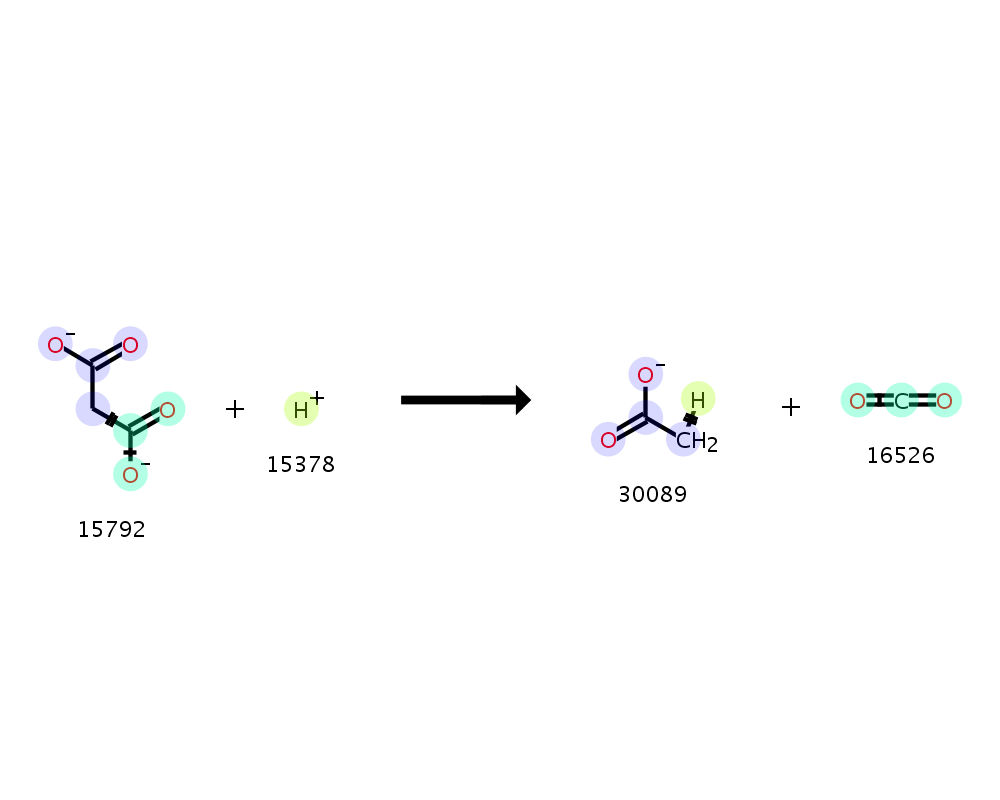 O⁻ O
O
O⁻
15792
+
H⁺
15378
O⁻
H
O
CH₂
30089
+
O C O
16526